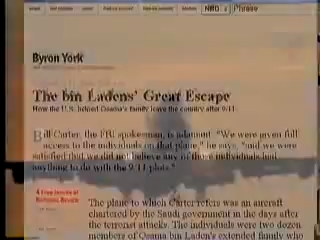 NRO
Phrase
Byron York
The bin Ladens' Great Escape
How the U.S. helped Osama's family leave the country after 9/11.
Bill Carter, the FBI spokesman, is adamant. "We were given full
access to the individuals on that plane," he says, "and we were
satisfied that we did not believe any of those individuals had
anything to do with the 9/11 plots."
The plane to which Carter refers was an aircraft
chartered by the Saudi government in the days after
the terrorist attacks. The individuals were two dozen
members of Osama bin Laden's extended family who